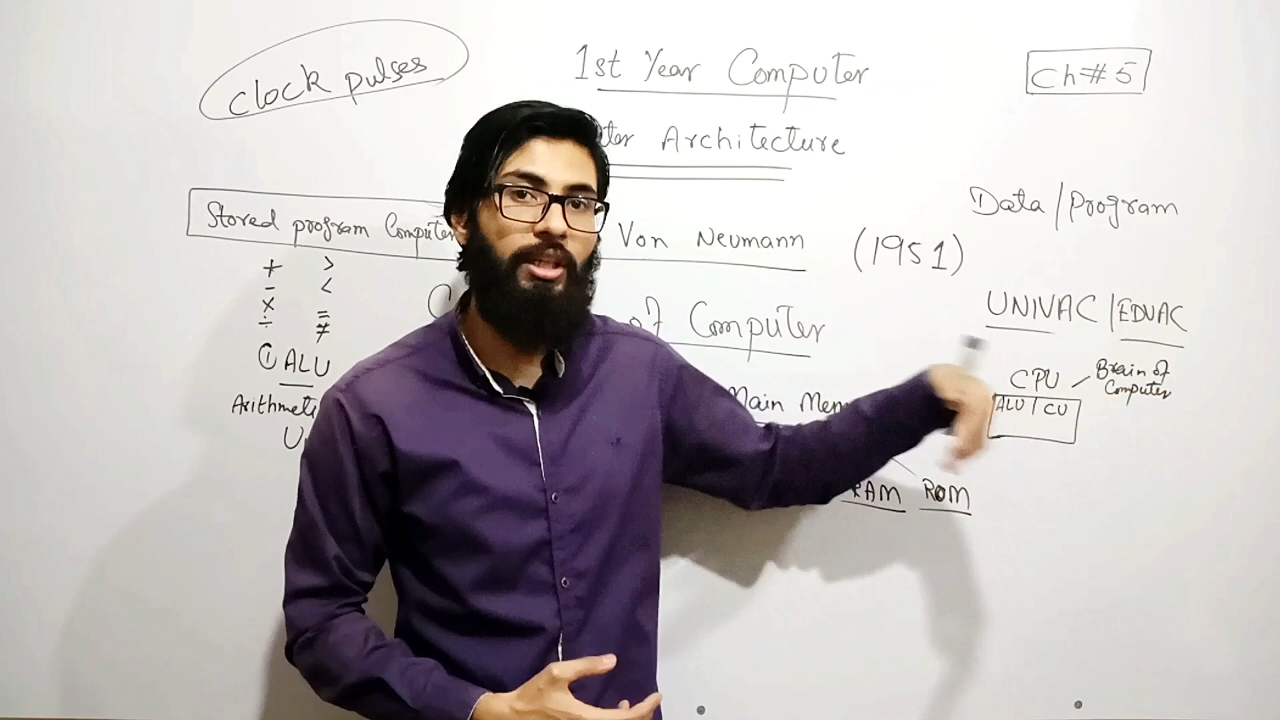 clock pulses
1st Year Computer
Ch # 5
Architecture
Data / Program
Stored program Computer
Von Neumann (1951)
+ >
- <
× =
÷ ≠
of Computer
UNIVAC / EDVAC
① ALU
CPU
Brain of
Computer
Main
ALU / CU
RAM ROM